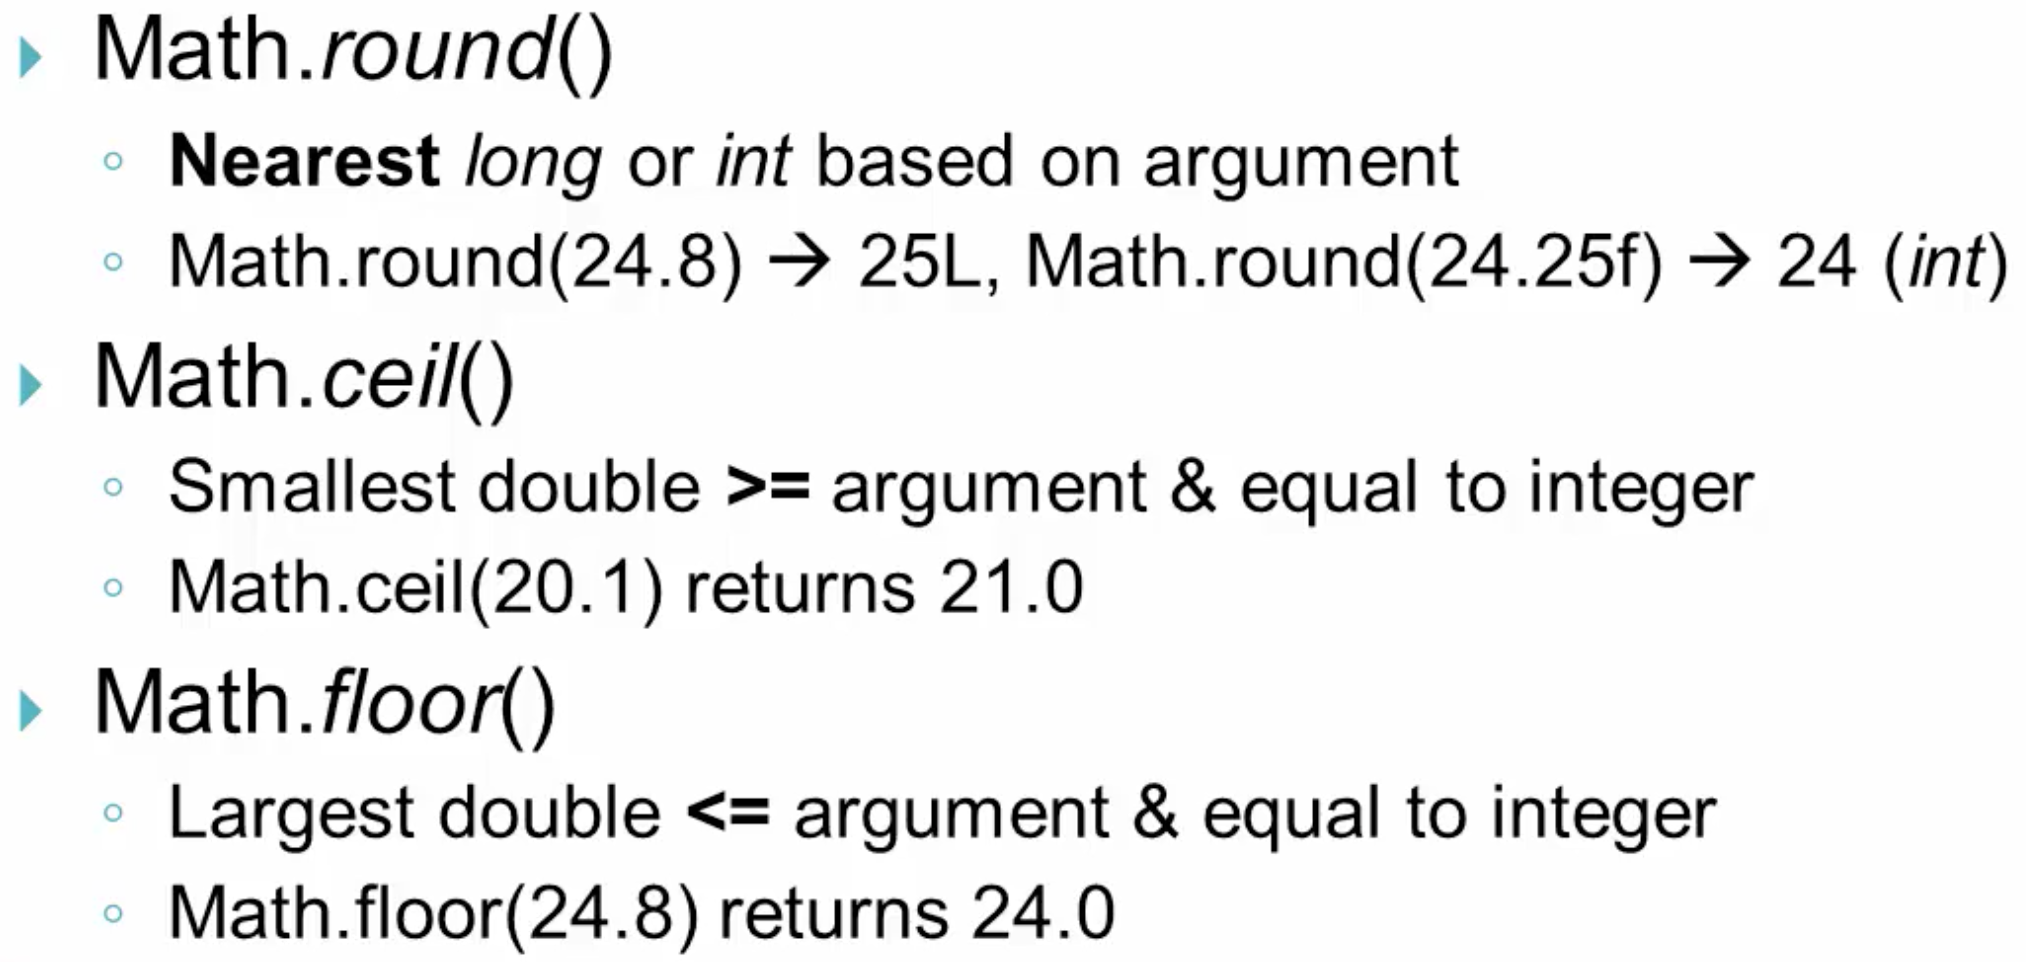 Math.round()
Nearest long or int based on argument
Math.round(24.8) → 25L, Math.round(24.25f) → 24 (int)
Math.ceil()
Smallest double >= argument & equal to integer
Math.ceil(20.1) returns 21.0
Math.floor()
Largest double <= argument & equal to integer
Math.floor(24.8) returns 24.0